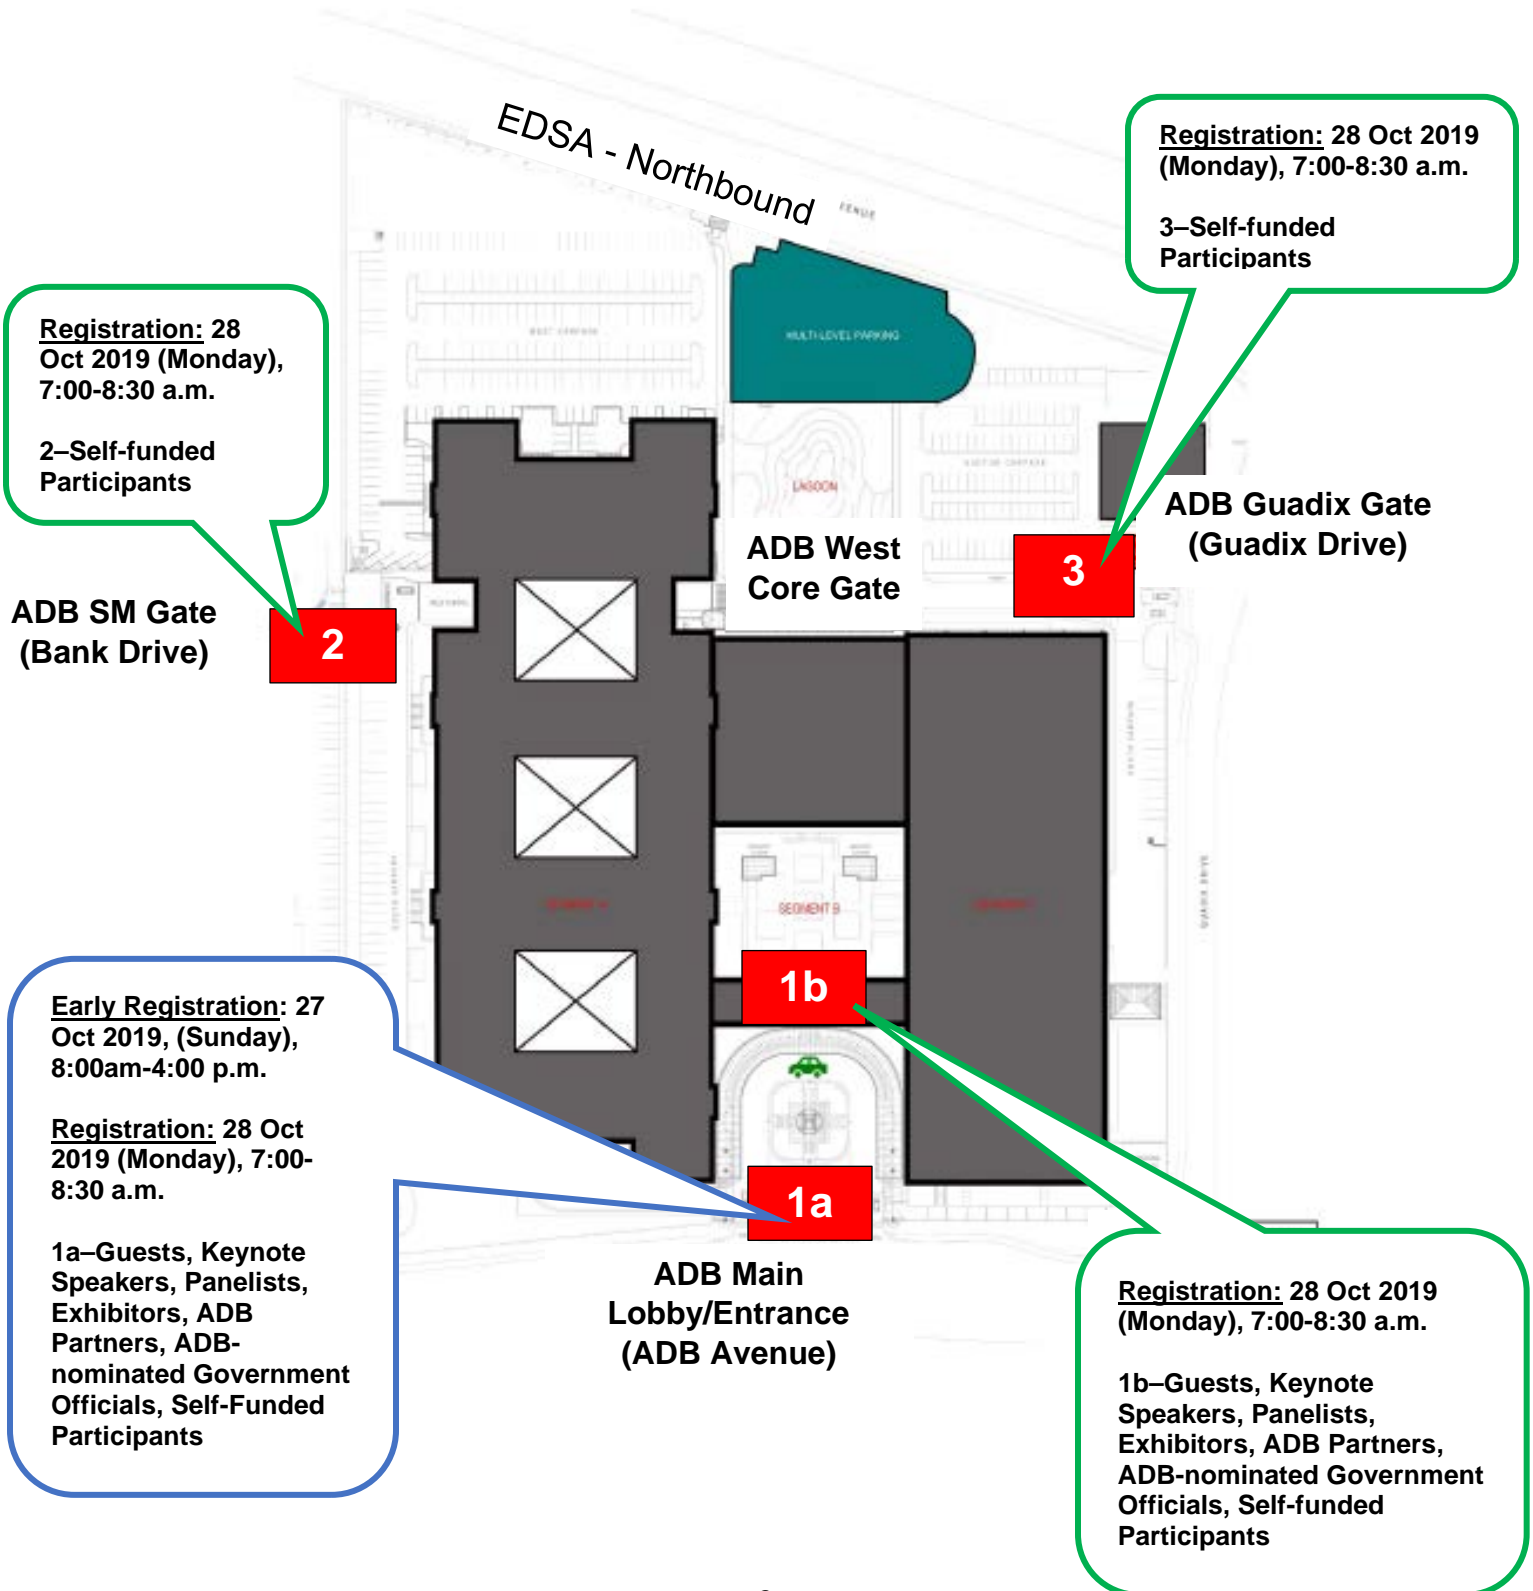 EDSA - Northbound
ENUE
Registration: 28 Oct 2019
(Monday), 7:00-8:30 a.m.
3–Self-funded
Participants
Registration: 28
Oct 2019 (Monday),
7:00-8:30 a.m.
2–Self-funded
Participants
MULTI-LEVEL PARKING
LAGOON
ADB West
Core Gate
ADB Guadix Gate
(Guadix Drive)
3
ADB SM Gate
(Bank Drive)
2
SEGMENT B
GUADIX DRIVE
1b
Early Registration: 27
Oct 2019, (Sunday),
8:00am-4:00 p.m.
Registration: 28 Oct
2019 (Monday), 7:00-
8:30 a.m.
1a–Guests, Keynote
Speakers, Panelists,
Exhibitors, ADB
Partners, ADB-
nominated Government
Officials, Self-Funded
Participants
1a
ADB Main
Lobby/Entrance
(ADB Avenue)
Registration: 28 Oct 2019
(Monday), 7:00-8:30 a.m.
1b–Guests, Keynote
Speakers, Panelists,
Exhibitors, ADB Partners,
ADB-nominated Government
Officials, Self-funded
Participants